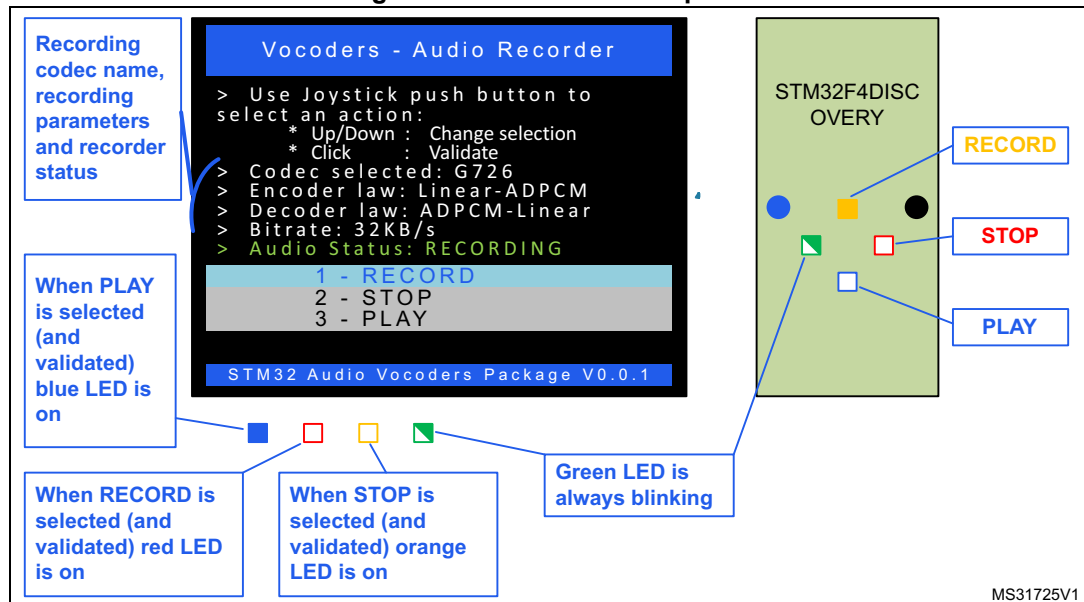 Recording
codec name,
recording
parameters
and recorder
status
Vocoders - Audio Recorder
> Use Joystick push button to
select an action:
* Up/Down : Change selection
* Click : Validate
> Codec selected: G726
> Encoder law: Linear-ADPCM
> Decoder law: ADPCM-Linear
> Bitrate: 32KB/s
> Audio Status: RECORDING
1 - RECORD
2 - STOP
3 - PLAY
STM32 Audio Vocoders Package V0.0.1
STM32F4DISC
OVERY
RECORD
STOP
PLAY
When PLAY
is selected
(and
validated)
blue LED is
on
When RECORD is
selected (and
validated) red LED
is on
When STOP is
selected (and
validated) orange
LED is on
Green LED is
always blinking
MS31725V1